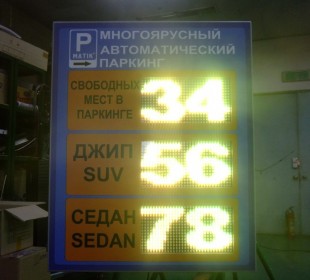 P
МНОГОЯРУСНЫЙ
АВТОМАТИЧЕСКИЙ
ПАРКИНГ
MATIK
СВОБОДНЫХ
МЕСТ В
ПАРКИНГЕ
34
ДЖИП
SUV
56
СЕДАН
SEDAN
78